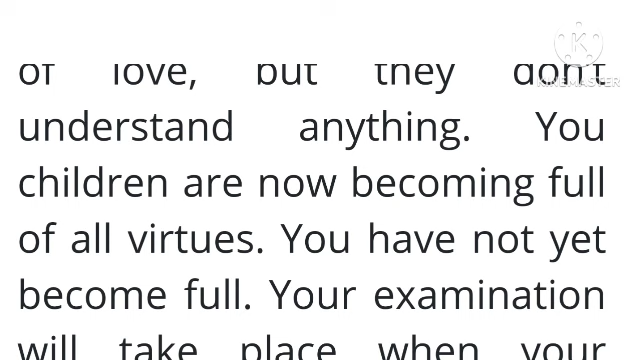 of love, but they don't
understand anything. You
children are now becoming full
of all virtues. You have not yet
become full. Your examination
will take place when your
KINEMASTER